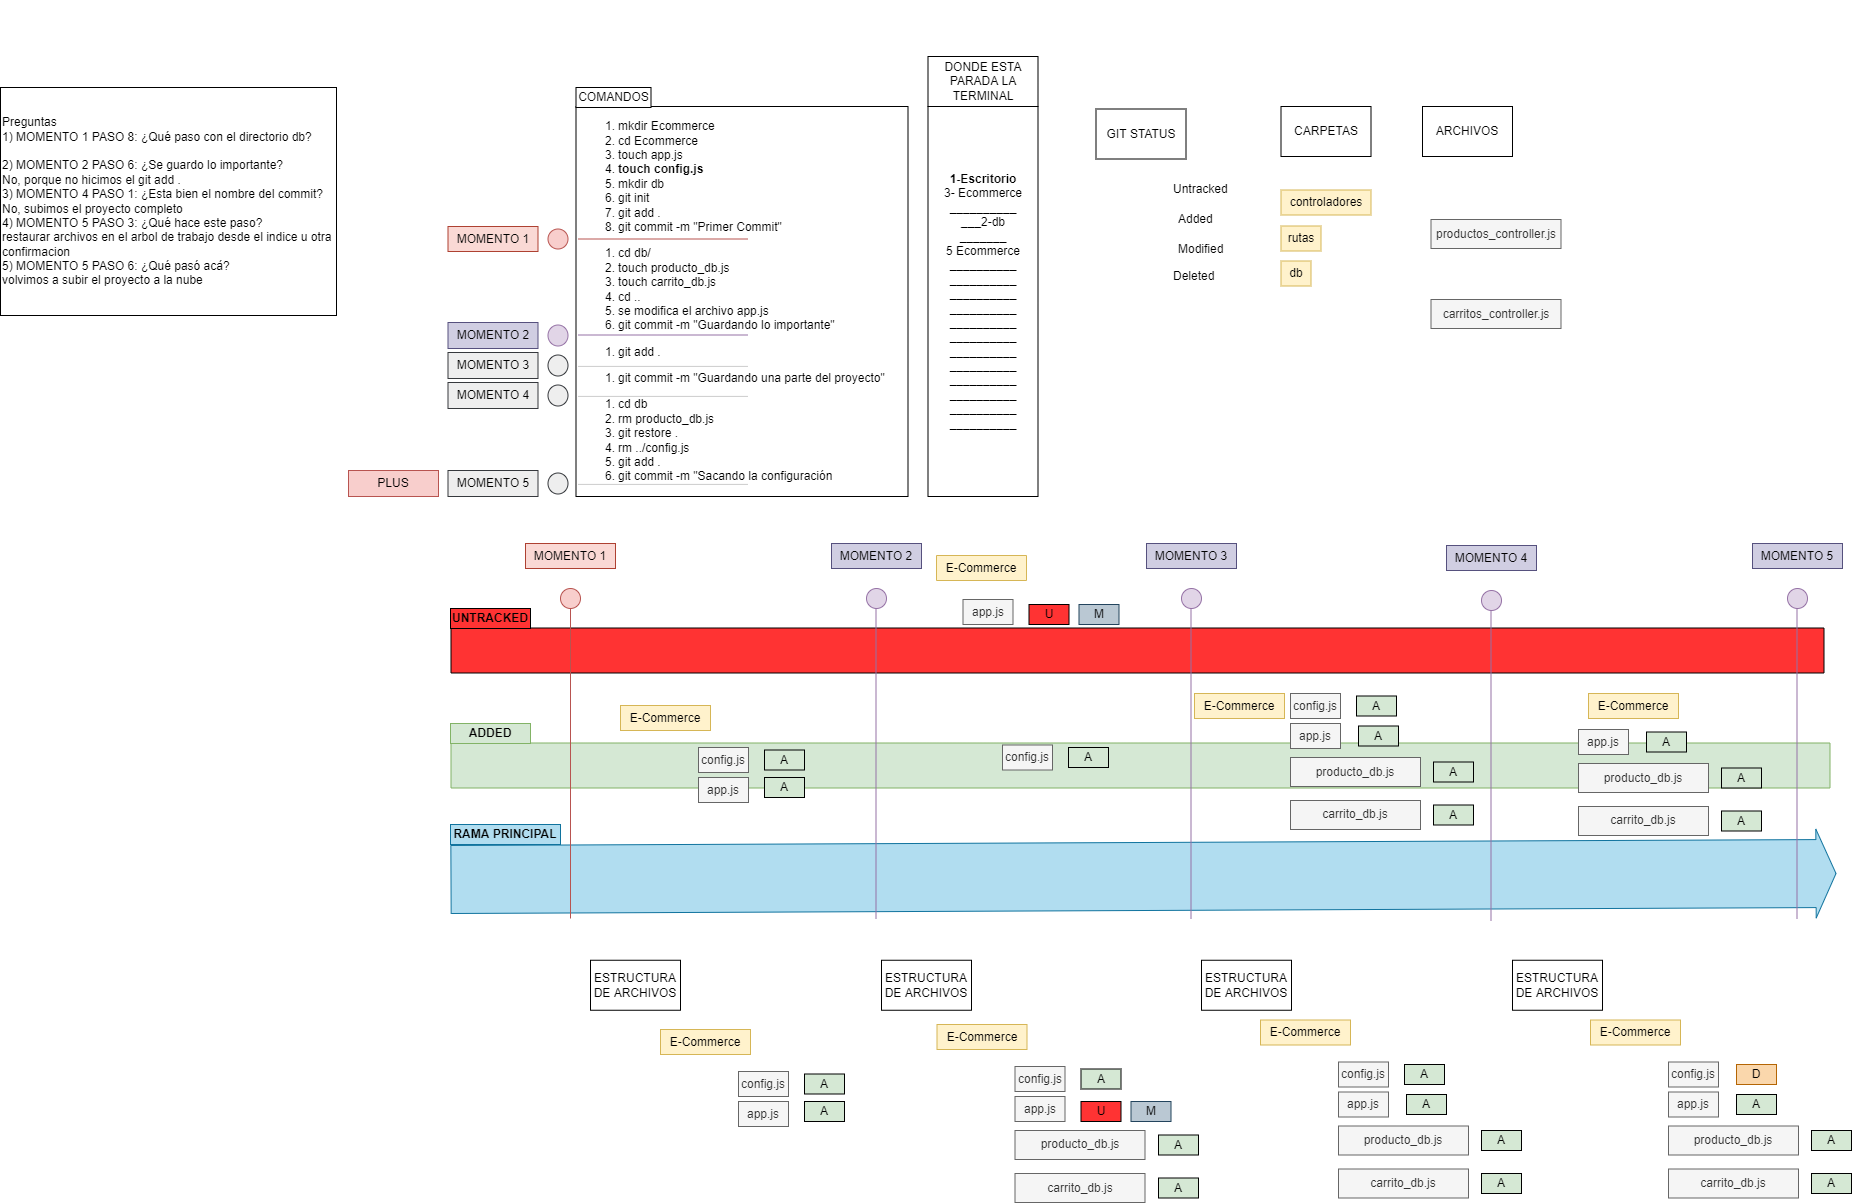 Preguntas
1) MOMENTO 1 PASO 8: ¿Qué paso con el directorio db?
2) MOMENTO 2 PASO 6: ¿Se guardo lo importante?
No, porque no hicimos el git add .
3) MOMENTO 4 PASO 1: ¿Esta bien el nombre del commit?
No, subimos el proyecto completo
4) MOMENTO 5 PASO 3: ¿Qué hace este paso?
restaurar archivos en el arbol de trabajo desde el indice u otra
confirmacion
5) MOMENTO 5 PASO 6: ¿Qué pasó acá?
volvimos a subir el proyecto a la nube
COMANDOS
1. mkdir Ecommerce
2. cd Ecommerce
3. touch app.js
4. touch config.js
5. mkdir db
6. git init
7. git add .
8. git commit -m "Primer Commit"
MOMENTO 1
1. cd db/
2. touch producto_db.js
3. touch carrito_db.js
4. cd ..
5. se modifica el archivo app.js
6. git commit -m "Guardando lo importante"
MOMENTO 2
1. git add .
MOMENTO 3
1. git commit -m "Guardando una parte del proyecto"
MOMENTO 4
1. cd db
2. rm producto_db.js
3. git restore .
4. rm ../config.js
5. git add .
6. git commit -m "Sacando la configuración
PLUS
MOMENTO 5
DONDE ESTA
PARADA LA
TERMINAL
1-Escritorio
3- Ecommerce
__________
___2-db
_______
5 Ecommerce
__________
__________
__________
__________
__________
__________
__________
__________
__________
__________
__________
__________
GIT STATUS
Untracked
Added
Modified
Deleted
CARPETAS
controladores
rutas
db
ARCHIVOS
productos_controller.js
carritos_controller.js
MOMENTO 1
MOMENTO 2
MOMENTO 3
MOMENTO 4
MOMENTO 5
E-Commerce
app.js
U
M
UNTRACKED
E-Commerce
config.js
A
app.js
A
config.js
A
E-Commerce
config.js
A
app.js
A
producto_db.js
A
carrito_db.js
A
E-Commerce
app.js
A
producto_db.js
A
carrito_db.js
A
ADDED
RAMA PRINCIPAL
ESTRUCTURA
DE ARCHIVOS
E-Commerce
config.js
A
app.js
A
ESTRUCTURA
DE ARCHIVOS
E-Commerce
config.js
A
app.js
U
M
producto_db.js
A
carrito_db.js
A
ESTRUCTURA
DE ARCHIVOS
E-Commerce
config.js
A
app.js
A
producto_db.js
A
carrito_db.js
A
ESTRUCTURA
DE ARCHIVOS
E-Commerce
config.js
D
app.js
A
producto_db.js
A
carrito_db.js
A